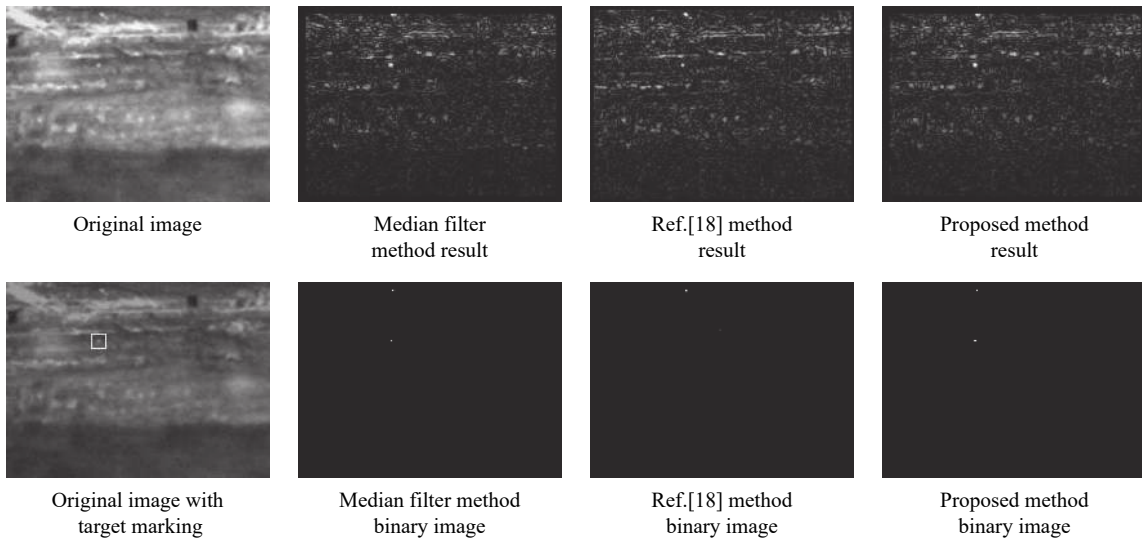 Original image
Median filter
method result
Ref.[18] method
result
Proposed method
result
Original image with
target marking
Median filter method
binary image
Ref.[18] method
binary image
Proposed method
binary image